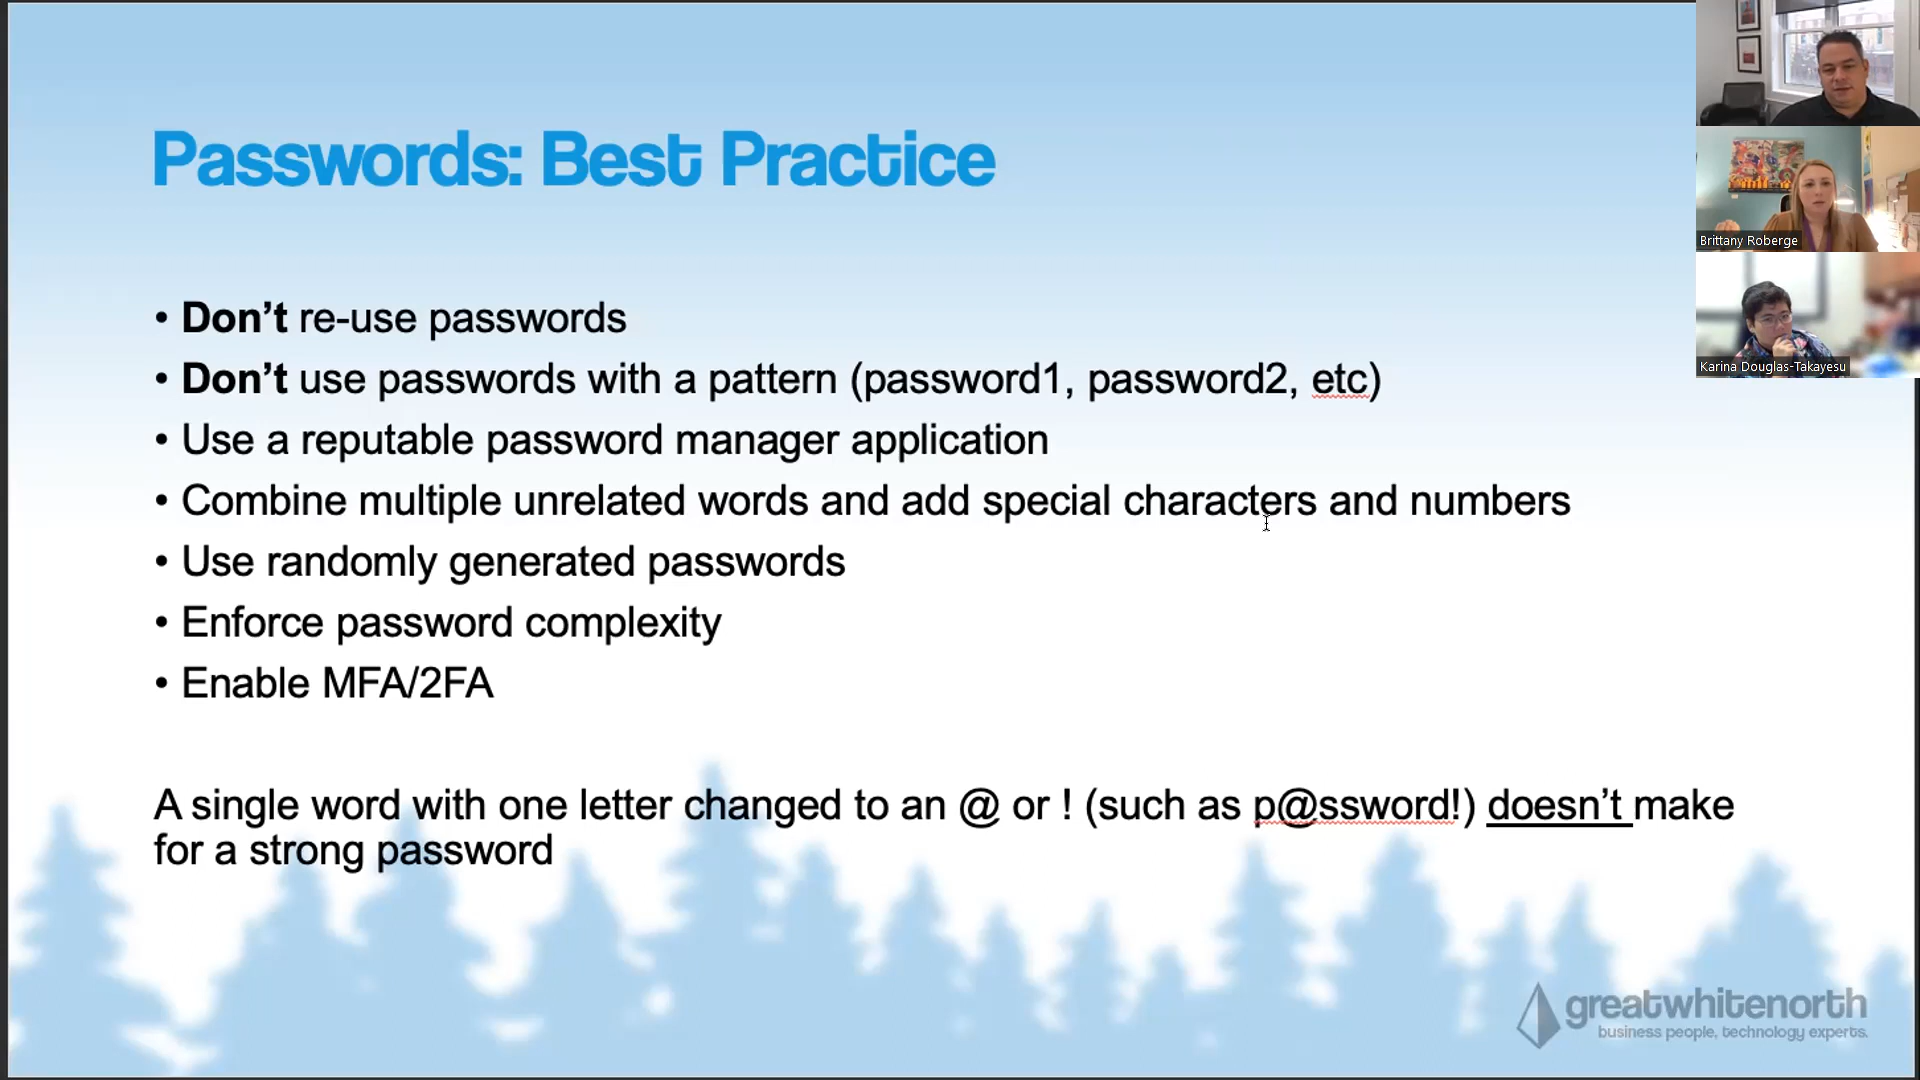 Passwords: Best Practice
• Don’t re-use passwords
• Don’t use passwords with a pattern (password1, password2, etc)
• Use a reputable password manager application
• Combine multiple unrelated words and add special characters and numbers
• Use randomly generated passwords
• Enforce password complexity
• Enable MFA/2FA
A single word with one letter changed to an @ or ! (such as p@ssword!) doesn’t make
for a strong password
Brittany Roberge
Karina Douglas-Takayesu
greatwhitenorth
business people, technology experts.